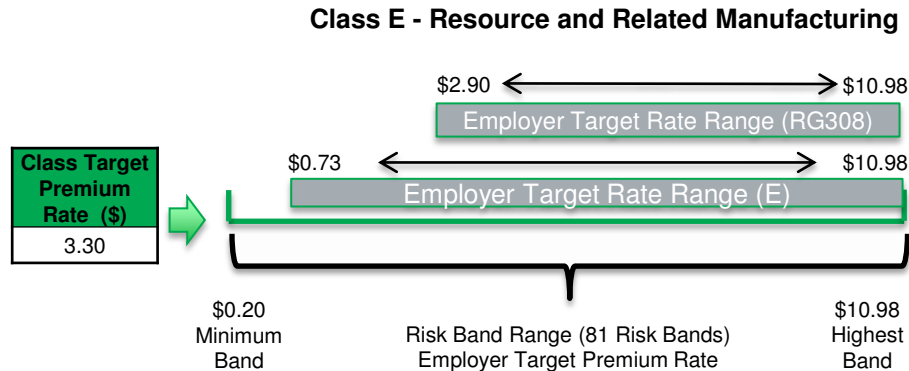 Class E - Resource and Related Manufacturing
$2.90
$10.98
Employer Target Rate Range (RG308)
$0.73
$10.98
Employer Target Rate Range (E)
Class Target
Premium
Rate ($)
3.30
$0.20
Minimum
Band
Risk Band Range (81 Risk Bands)
Employer Target Premium Rate
$10.98
Highest
Band